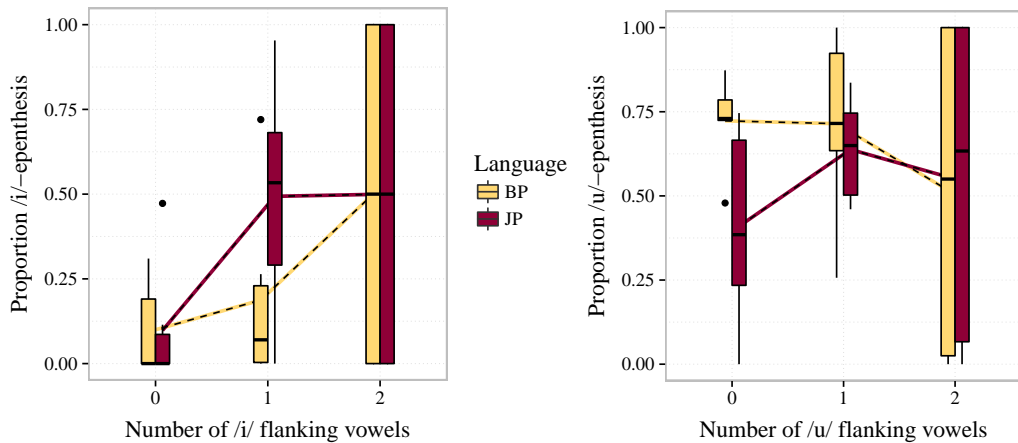 Proportion /i/−epenthesis
1.00
0.75
0.50
0.25
0.00
0
1
2
Number of /i/ flanking vowels
Language
BP
JP
Proportion /u/−epenthesis
1.00
0.75
0.50
0.25
0.00
0
1
2
Number of /u/ flanking vowels